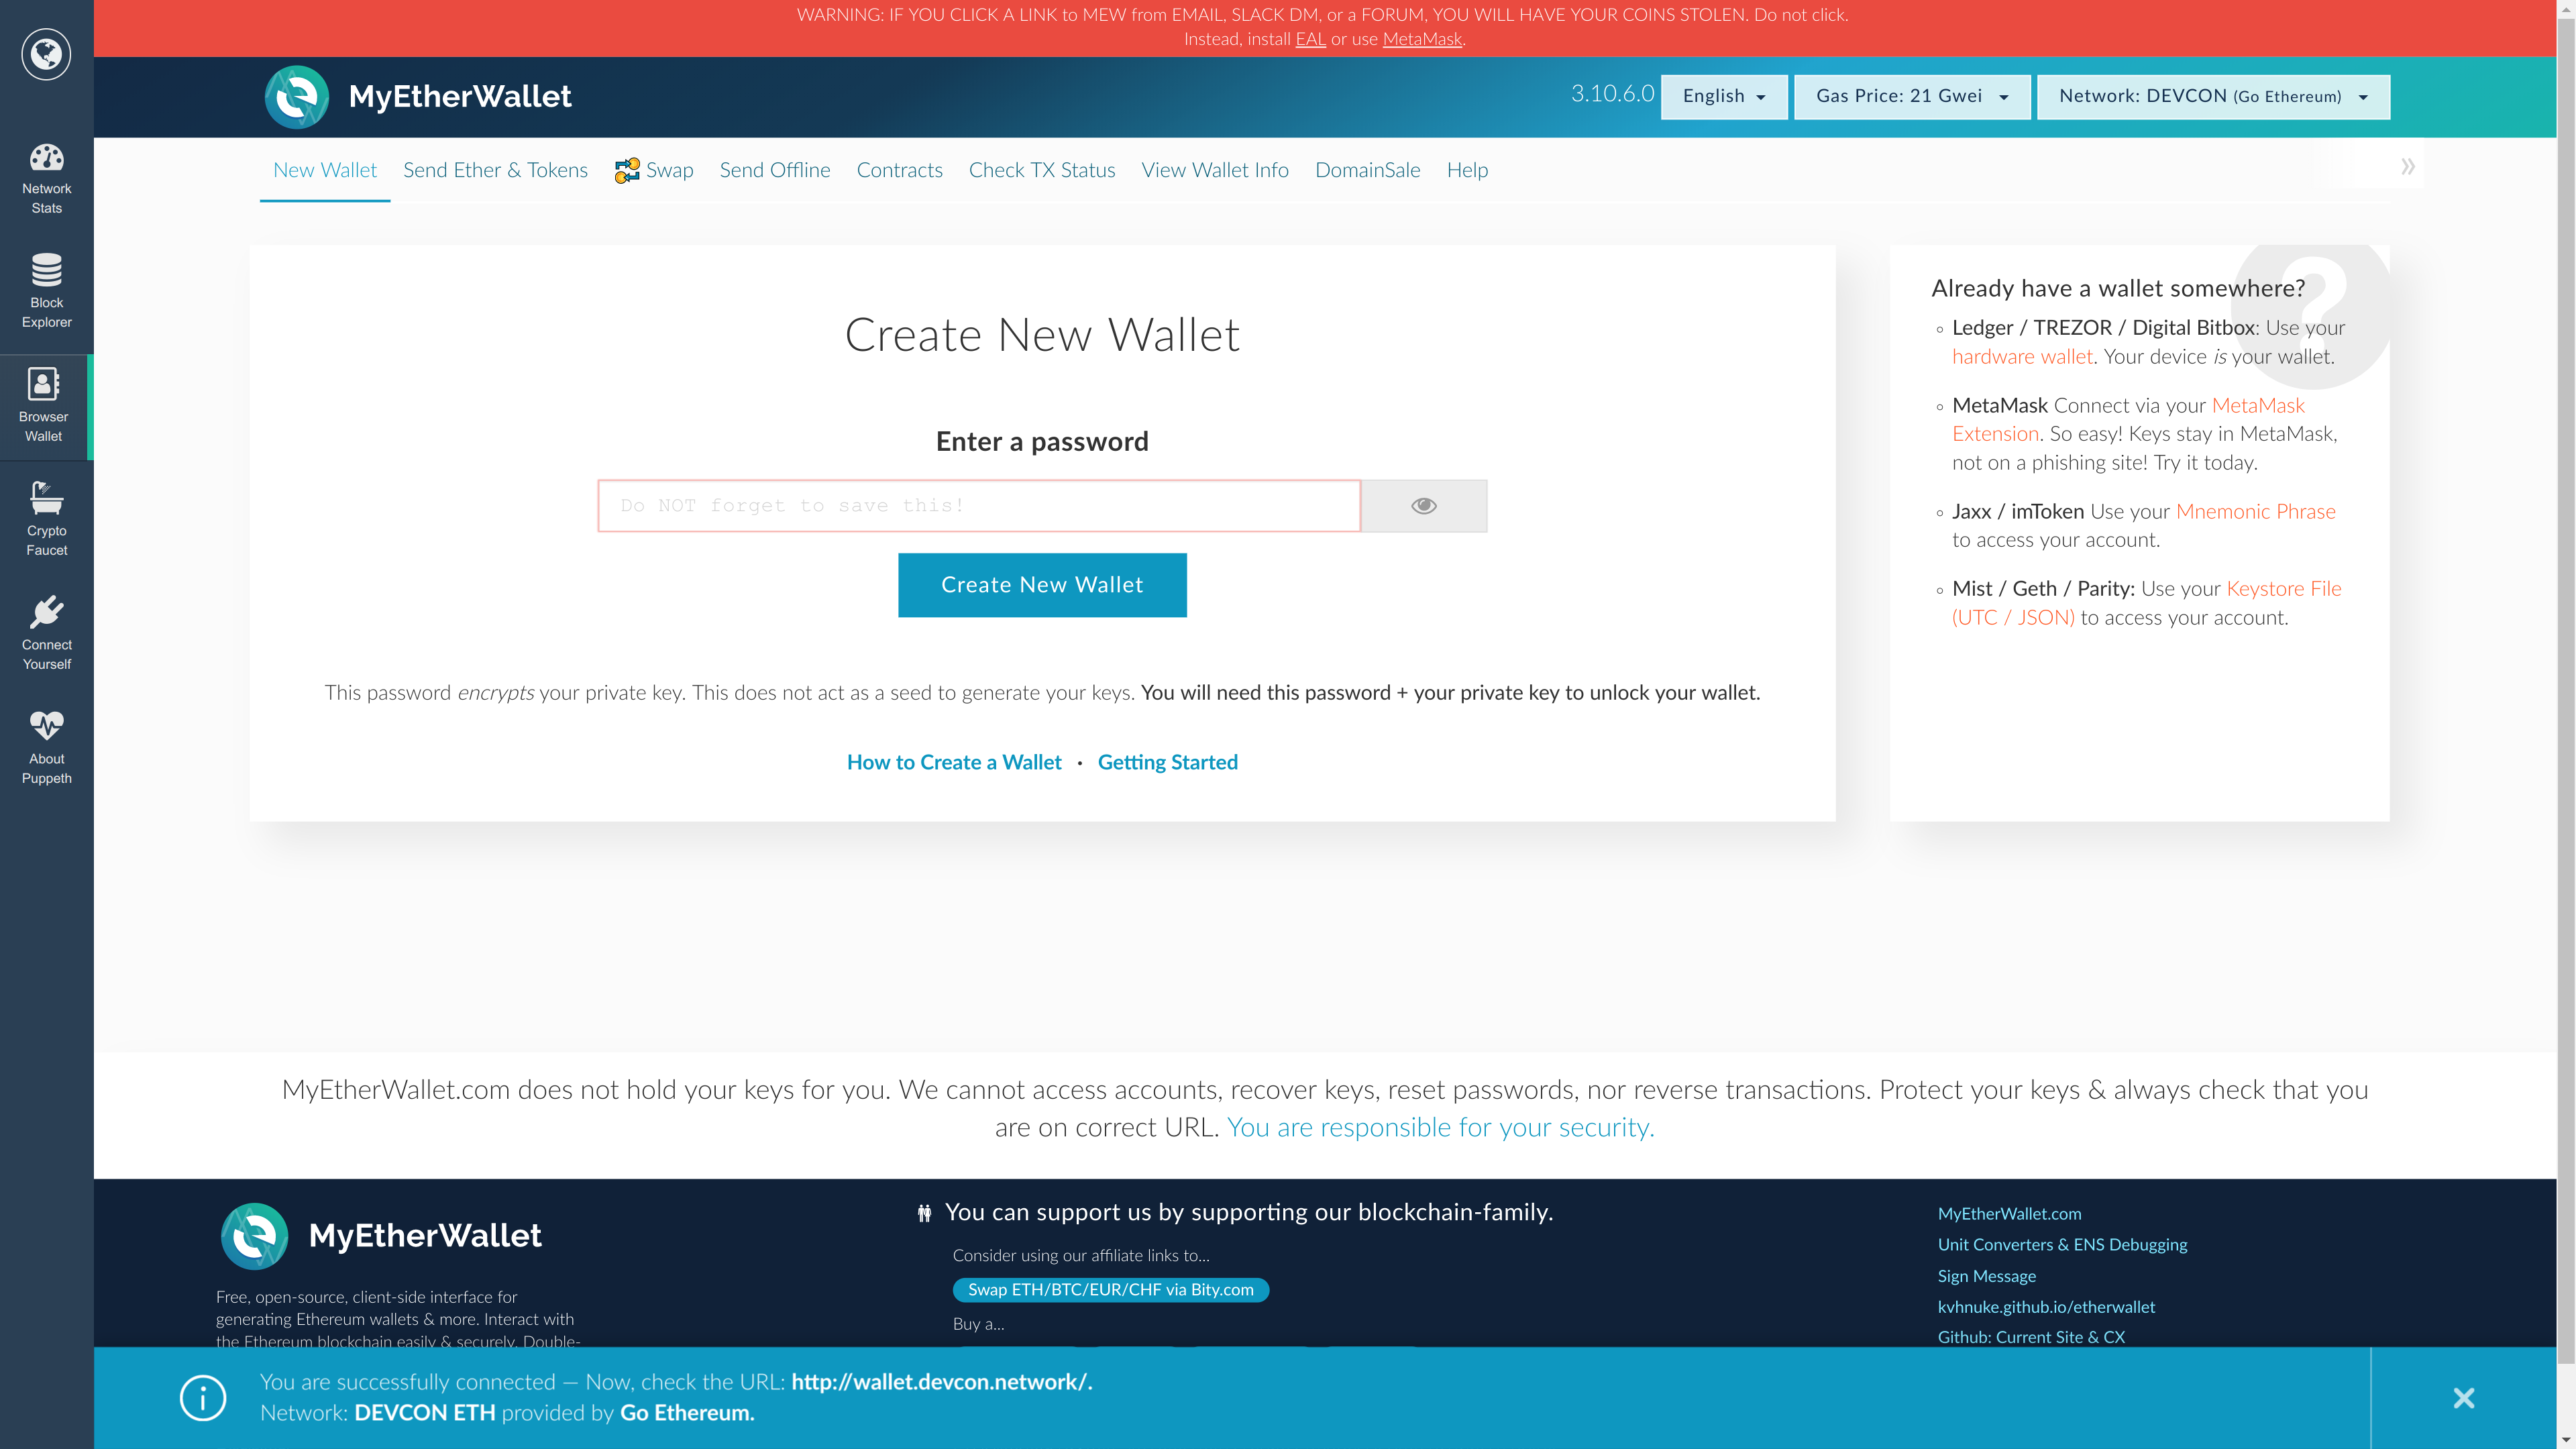 WARNING: IF YOU CLICK A LINK to MEW from EMAIL, SLACK DM, or a FORUM, YOU WILL HAVE YOUR COINS STOLEN. Do not click.
Instead, install EAL or use MetaMask.
MyEtherWallet
3.10.6.0
English
Gas Price: 21 Gwei
Network: DEVCON (Go Ethereum)
Network
Stats
Block
Explorer
Browser
Wallet
Crypto
Faucet
Connect
Yourself
About
Puppeth
New Wallet
Send Ether & Tokens
Swap
Send Offline
Contracts
Check TX Status
View Wallet Info
DomainSale
Help
»
Create New Wallet
Enter a password
Do NOT forget to save this!
Create New Wallet
This password encrypts your private key. This does not act as a seed to generate your keys. You will need this password + your private key to unlock your wallet.
How to Create a Wallet • Getting Started
?
Already have a wallet somewhere?
Ledger / TREZOR / Digital Bitbox: Use your
hardware wallet. Your device is your wallet.
MetaMask Connect via your MetaMask
Extension. So easy! Keys stay in MetaMask,
not on a phishing site! Try it today.
Jaxx / imToken Use your Mnemonic Phrase
to access your account.
Mist / Geth / Parity: Use your Keystore File
(UTC / JSON) to access your account.
MyEtherWallet.com does not hold your keys for you. We cannot access accounts, recover keys, reset passwords, nor reverse transactions. Protect your keys & always check that you
are on correct URL. You are responsible for your security.
MyEtherWallet
Free, open-source, client-side interface for
generating Ethereum wallets & more. Interact with
the Ethereum blockchain easily & securely. Double-
You can support us by supporting our blockchain-family.
Consider using our affiliate links to...
Swap ETH/BTC/EUR/CHF via Bity.com
Buy a...
MyEtherWallet.com
Unit Converters & ENS Debugging
Sign Message
kvhnuke.github.io/etherwallet
Github: Current Site & CX
You are successfully connected — Now, check the URL: http://wallet.devcon.network/.
Network: DEVCON ETH provided by Go Ethereum.